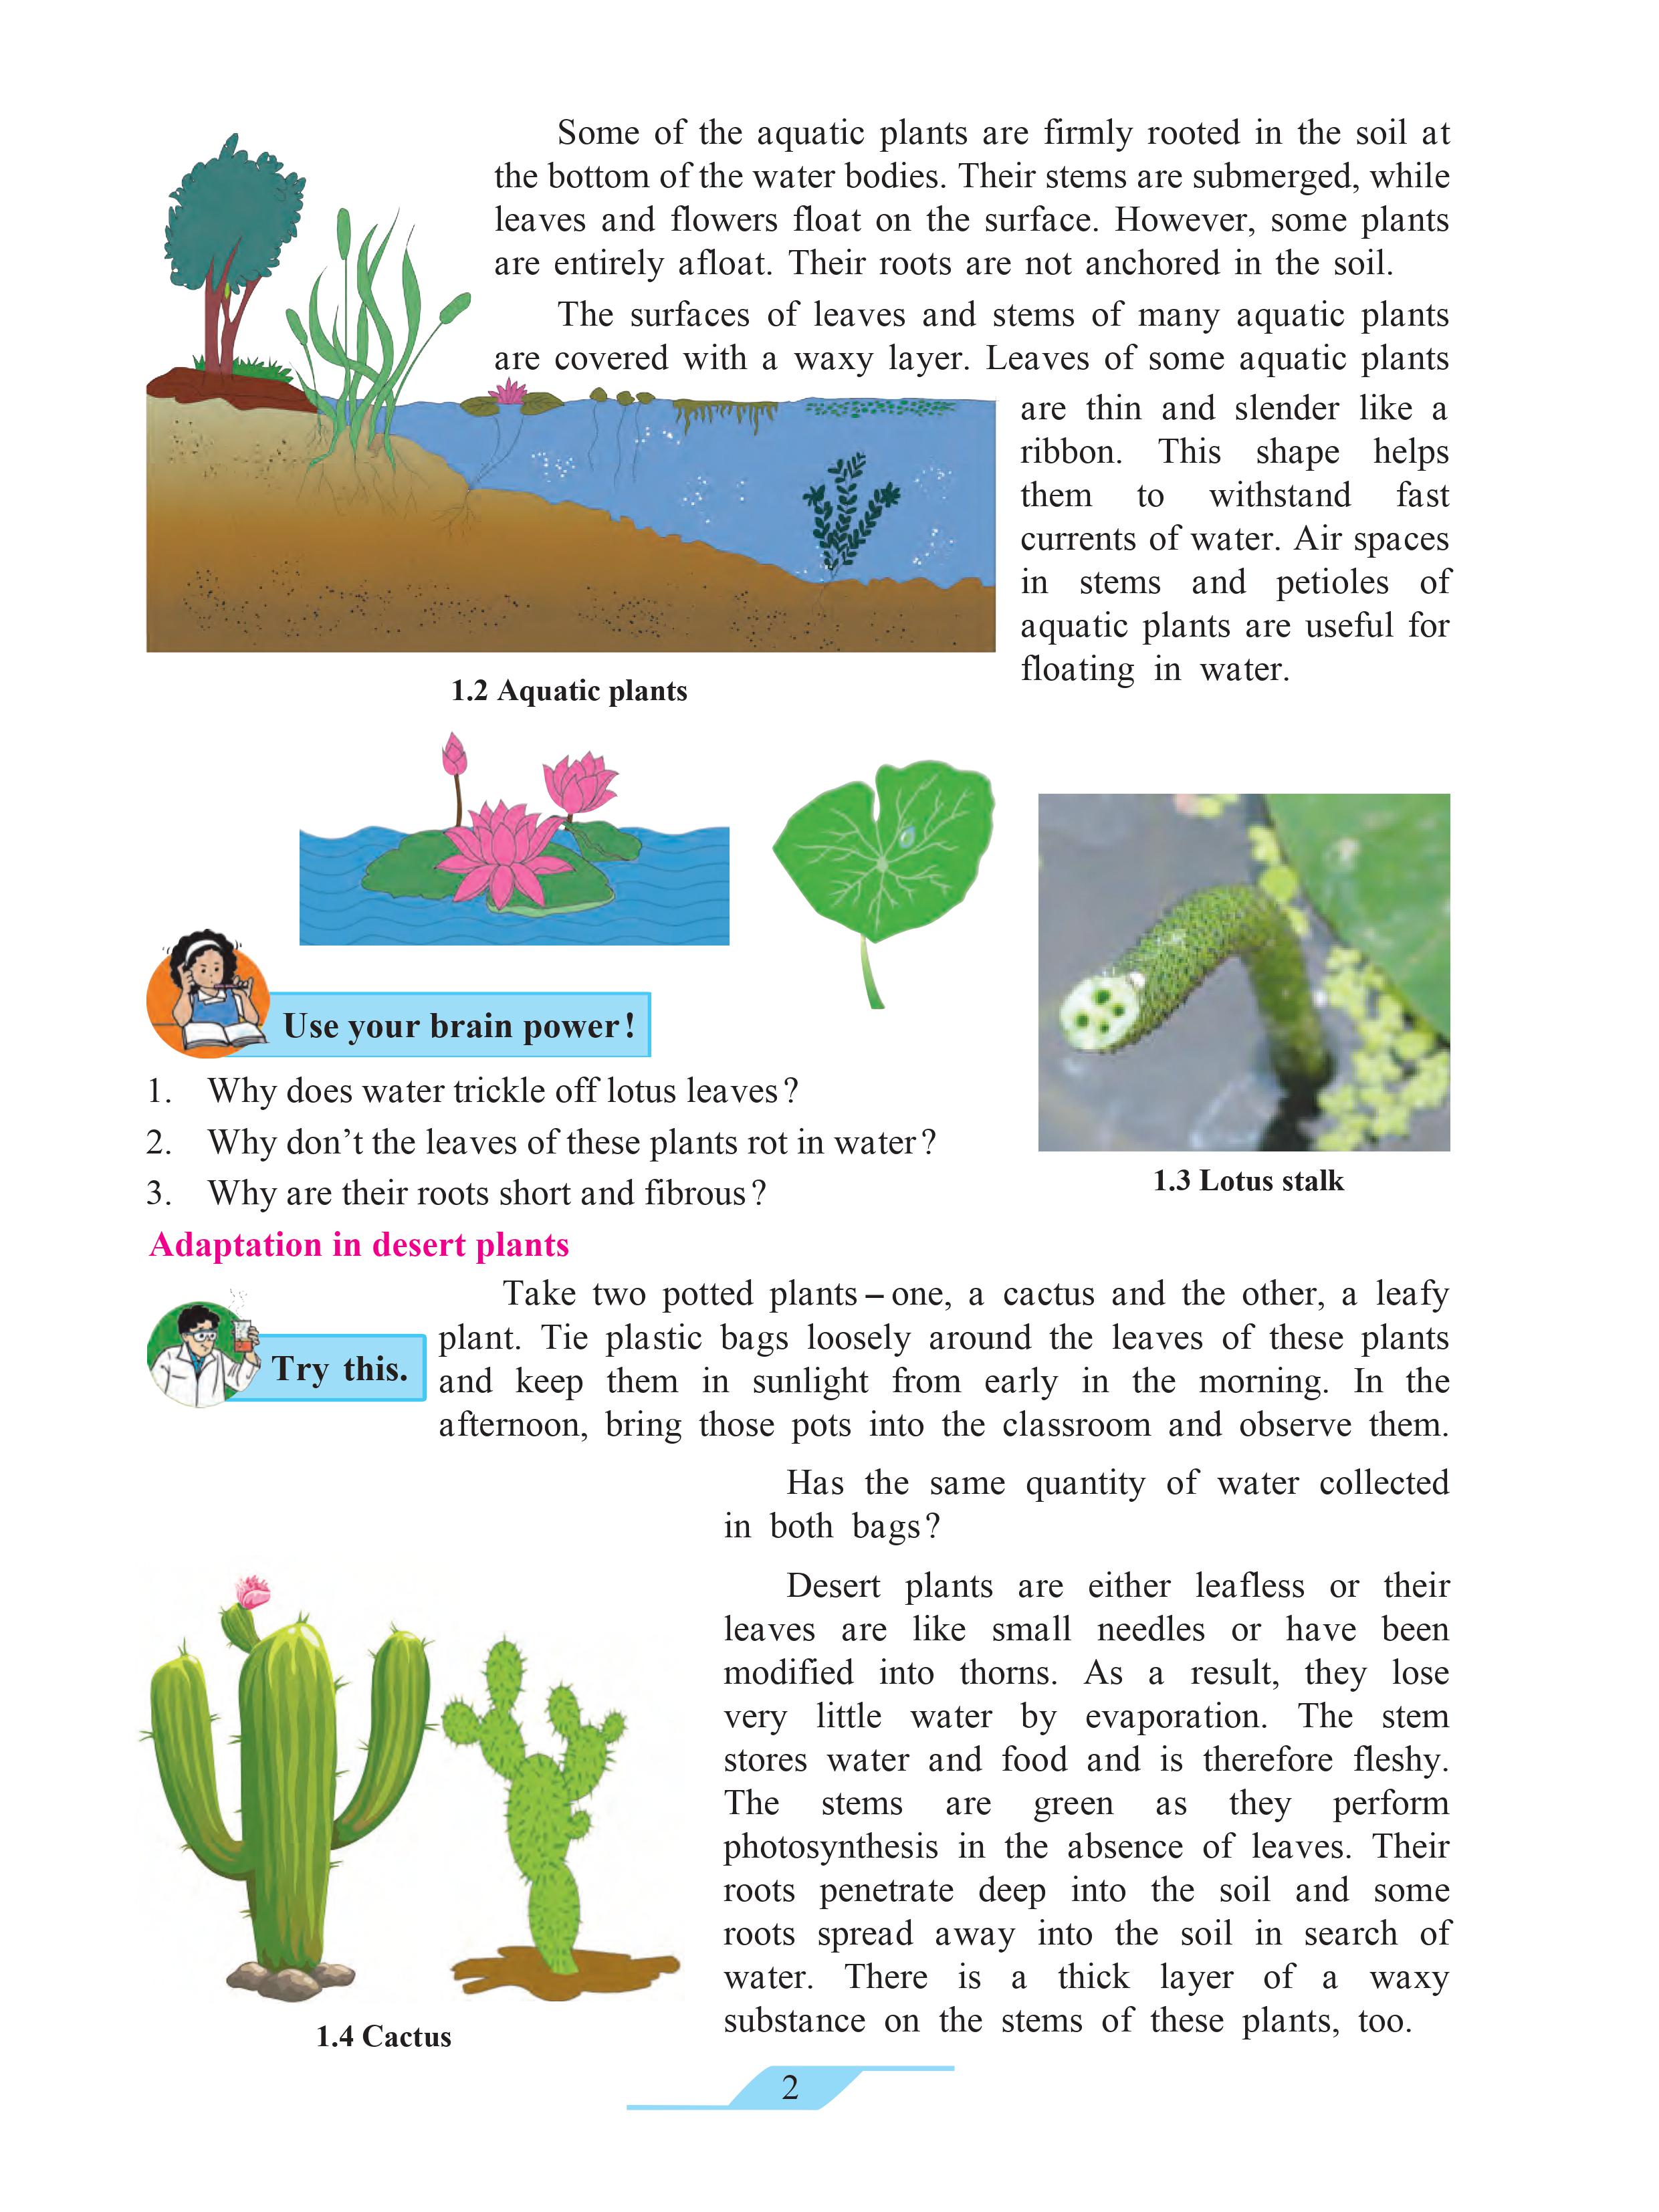 Some of the aquatic plants are firmly rooted in the soil at
the bottom of the water bodies. Their stems are submerged, while
leaves and flowers float on the surface. However, some plants
are entirely afloat. Their roots are not anchored in the soil.
The surfaces of leaves and stems of many aquatic plants
are covered with a waxy layer. Leaves of some aquatic plants
are thin and slender like a
ribbon. This shape helps
them to withstand fast
currents of water. Air spaces
in stems and petioles of
aquatic plants are useful for
floating in water.
1.2 Aquatic plants
Use your brain power!
1. Why does water trickle off lotus leaves?
2. Why don't the leaves of these plants rot in water?
3. Why are their roots short and fibrous?
1.3 Lotus stalk
Adaptation in desert plants
Try this.
Take two potted plants – one, a cactus and the other, a leafy
plant. Tie plastic bags loosely around the leaves of these plants
and keep them in sunlight from early in the morning. In the
afternoon, bring those pots into the classroom and observe them.
Has the same quantity of water collected
in both bags?
Desert plants are either leafless or their
leaves are like small needles or have been
modified into thorns. As a result, they lose
very little water by evaporation. The stem
stores water and food and is therefore fleshy.
The stems are green as they perform
photosynthesis in the absence of leaves. Their
roots penetrate deep into the soil and some
roots spread away into the soil in search of
water. There is a thick layer of a waxy
substance on the stems of these plants, too.
1.4 Cactus
2